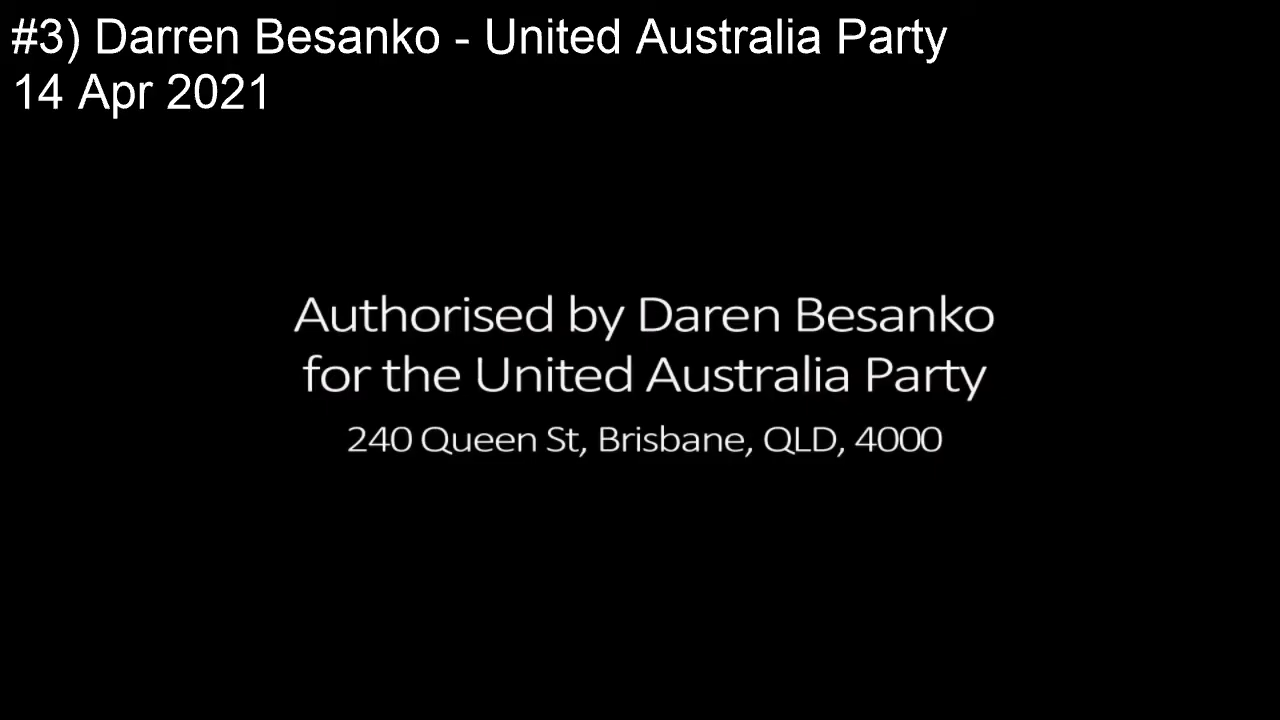 #3) Darren Besanko - United Australia Party
14 Apr 2021
Authorised by Daren Besanko
for the United Australia Party
240 Queen St, Brisbane, QLD, 4000